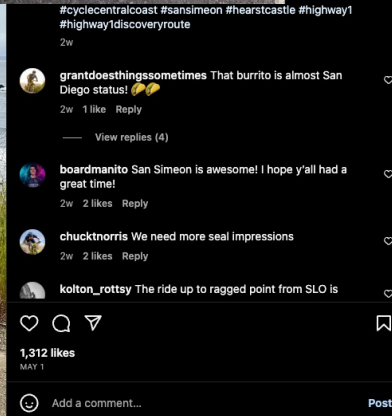 #cyclecentralcoast #sansimeon #hearstcastle #highway1
#highway1discoveryroute
2w
grantdoesthingssometimes That burrito is almost San
Diego status! 🌮🌮
2w 1 like Reply
View replies (4)
boardmanito San Simeon is awesome! I hope y'all had a
great time!
2w 2 likes Reply
chucktnorris We need more seal impressions
2w 2 likes Reply
kolton_rottsy The ride up to ragged point from SLO is
1,312 likes
MAY 1
Add a comment...
Post